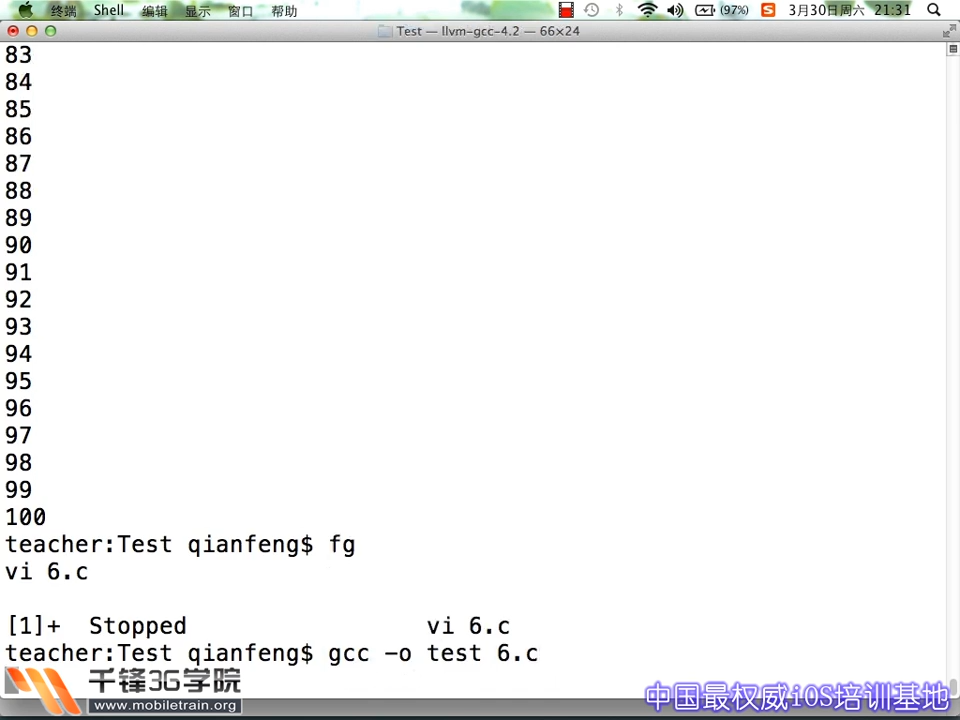 终端 Shell 编辑 显示 窗口 帮助 (97%) S 3月30日周六 21:31
Test — llvm-gcc-4.2 — 66×24
83
84
85
86
87
88
89
90
91
92
93
94
95
96
97
98
99
100
teacher:Test qianfeng$ fg
vi 6.c
[1]+  Stopped                 vi 6.c
teacher:Test qianfeng$ gcc -o test 6.c
千锋3G学院
www.mobiletrain.org
中国最权威iOS培训基地